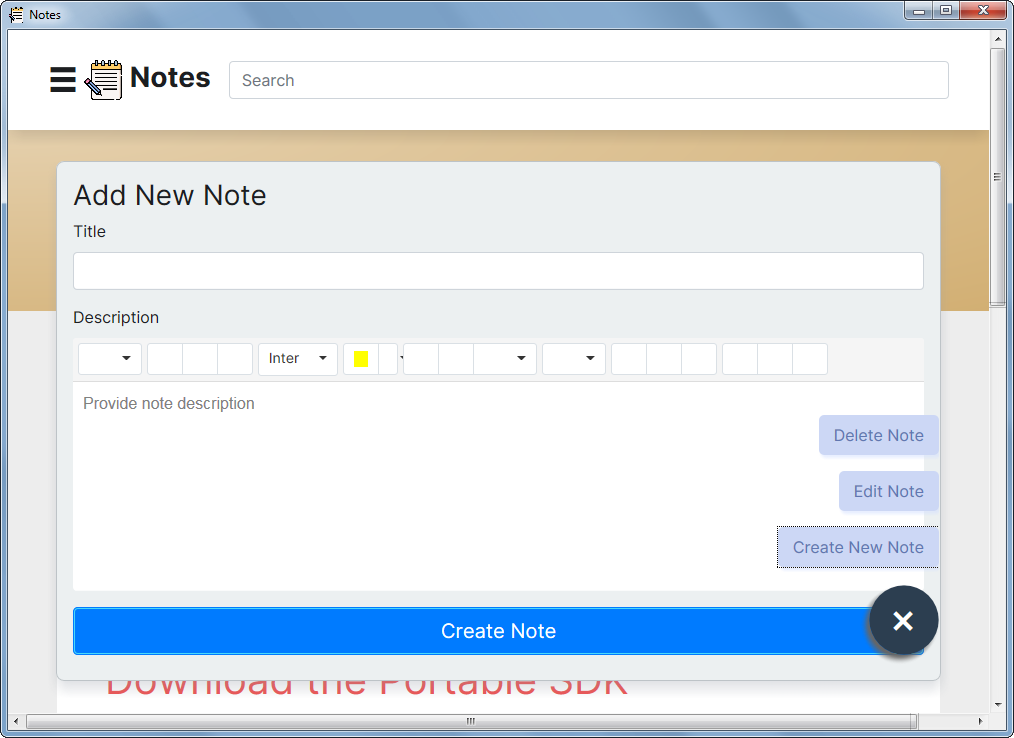 Notes
Notes
Search
Add New Note
Title
Description
Inter
Provide note description
Delete Note
Edit Note
Create New Note
Create Note
Download the Portable SDK